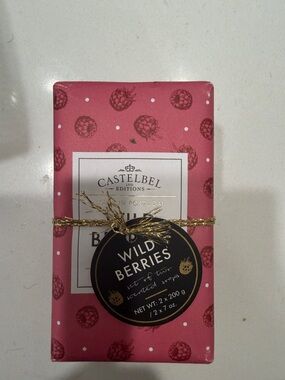 CASTELBEL
EDITIONS
WILD
BERRIES
set of two
scented soaps
NET WT: 2 x 200 g
/ 2 x 7 oz.